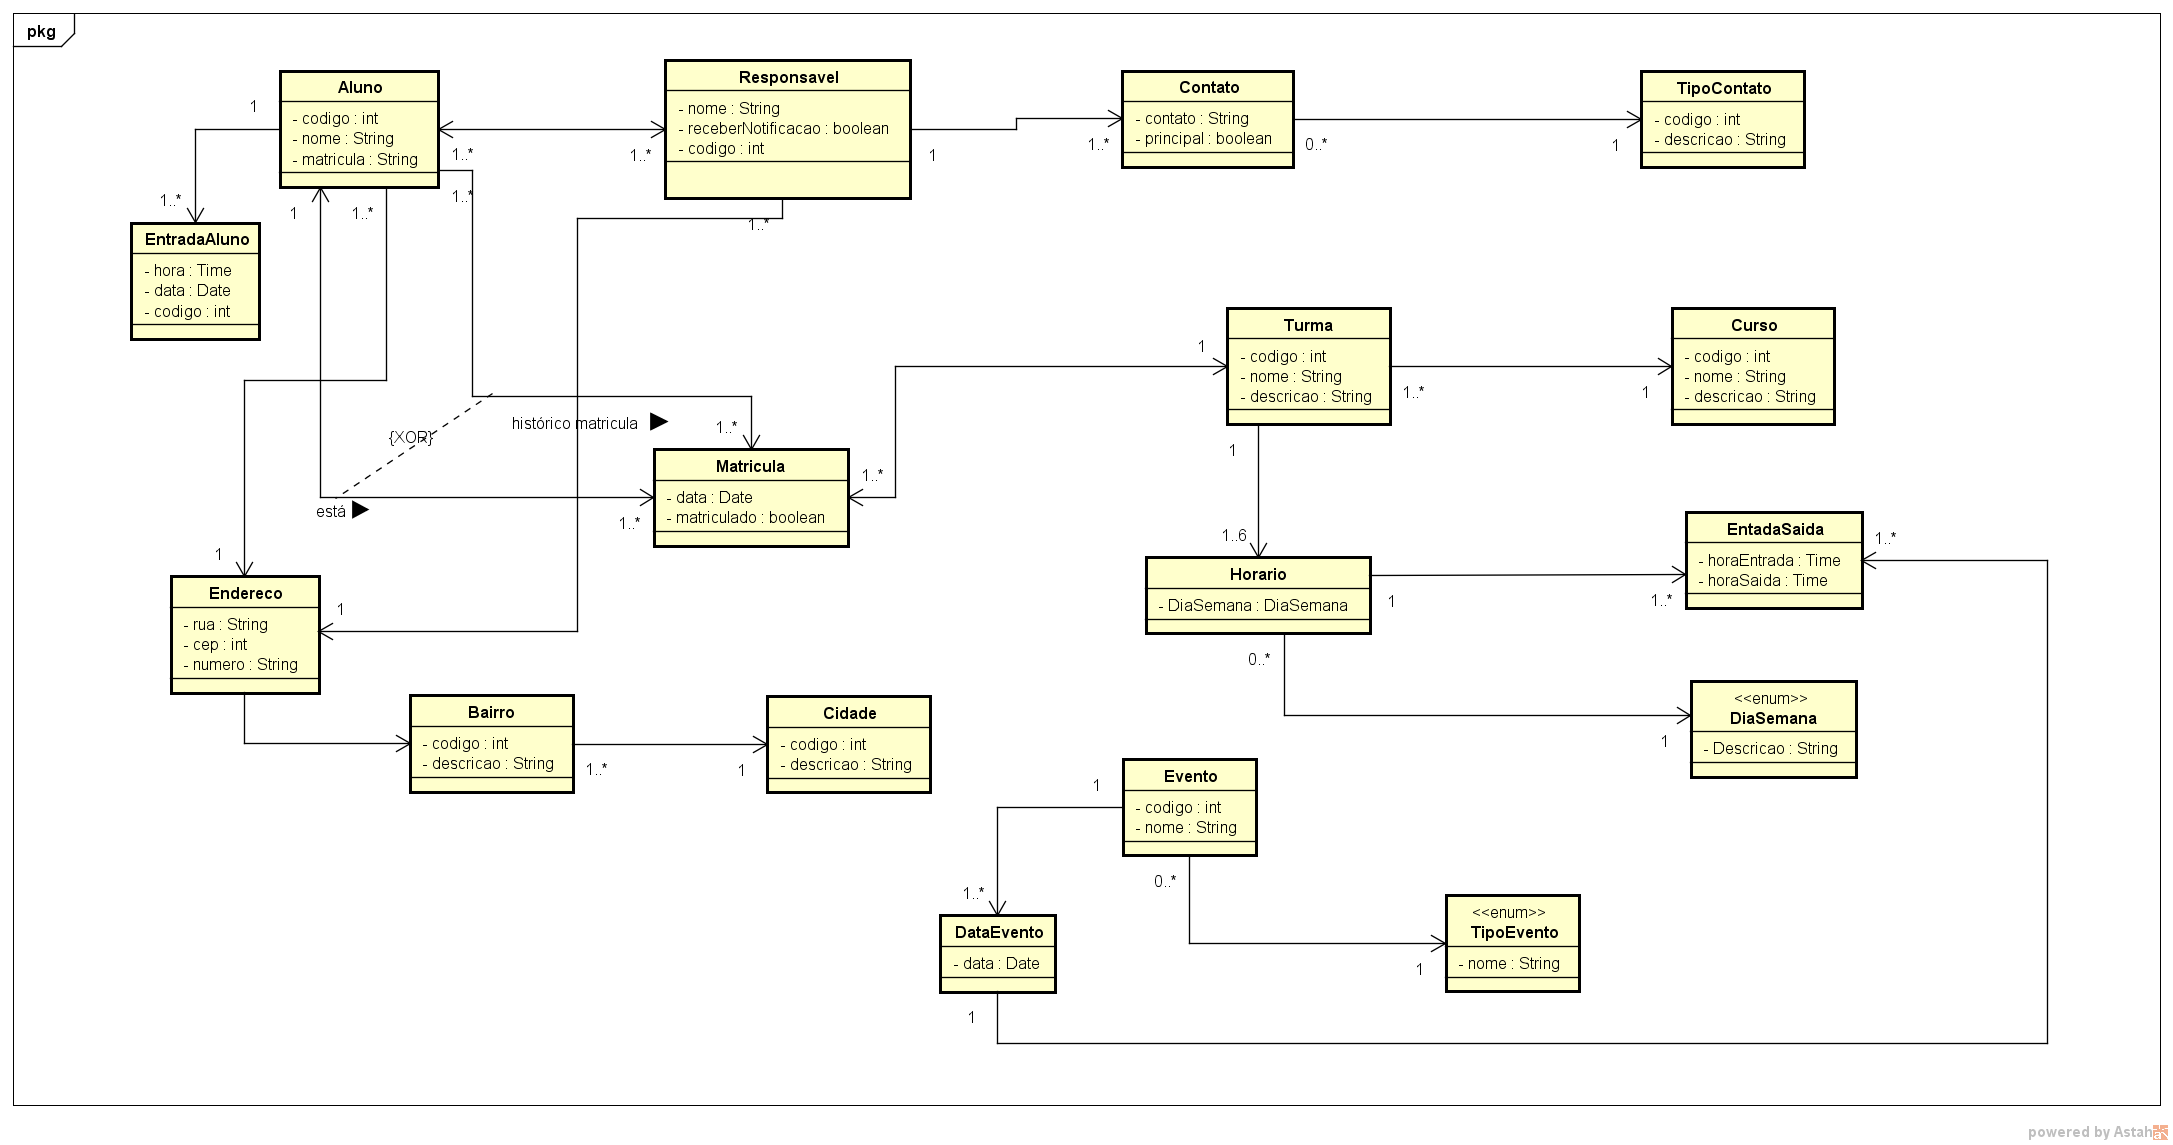 pkg
Aluno
- codigo : int
- nome : String
- matricula : String
1
1..*
1..*
1
1..*
1..*
Responsavel
- nome : String
- receberNotificacao : boolean
- codigo : int
1..*
1
1..*
Contato
- contato : String
- principal : boolean
1..*
0..*
TipoContato
- codigo : int
- descricao : String
1
EntradaAluno
- hora : Time
- data : Date
- codigo : int
{XOR}
histórico matricula
está
1..*
1..*
1..*
Matricula
- data : Date
- matriculado : boolean
Turma
- codigo : int
- nome : String
- descricao : String
1
1..*
1
1..6
Curso
- codigo : int
- nome : String
- descricao : String
1
Horario
- DiaSemana : DiaSemana
1
0..*
EntadaSaida
- horaEntrada : Time
- horaSaida : Time
1..*
1..*
<<enum>>
DiaSemana
- Descricao : String
1
Endereco
- rua : String
- cep : int
- numero : String
1
1
Bairro
- codigo : int
- descricao : String
1..*
Cidade
- codigo : int
- descricao : String
1
Evento
- codigo : int
- nome : String
1
0..*
1..*
DataEvento
- data : Date
1
<<enum>>
TipoEvento
- nome : String
1
powered by Astah